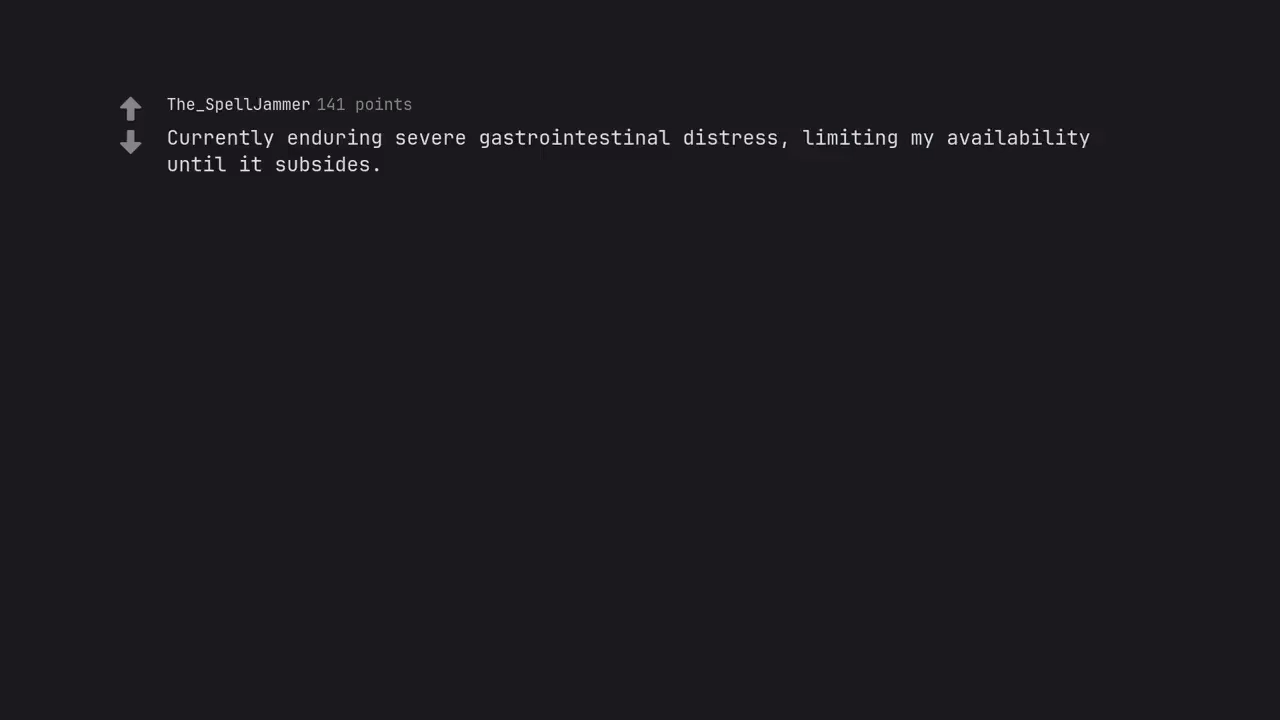 The_SpellJammer 141 points
Currently enduring severe gastrointestinal distress, limiting my availability
until it subsides.